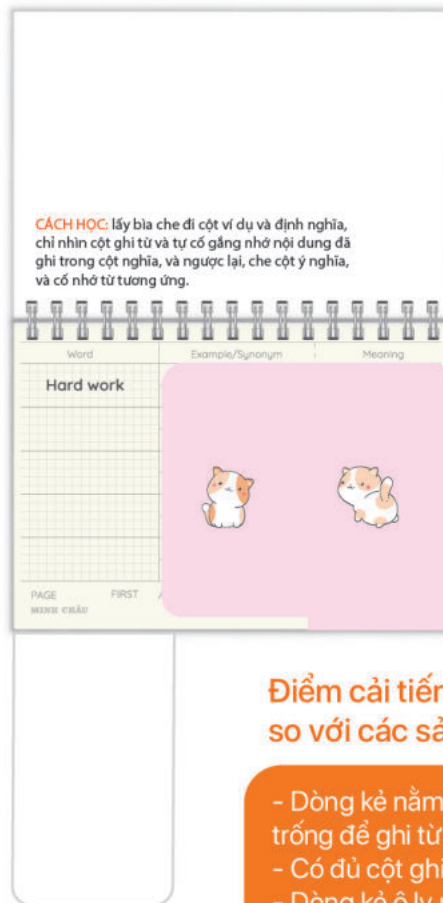 CÁCH HỌC: lấy bìa che đi cột ví dụ và định nghĩa,
chỉ nhìn cột ghi từ và tự cố gắng nhớ nội dung đã
ghi trong cột nghĩa, và ngược lại, che cột ý nghĩa,
và cố nhớ từ tương ứng.
Word Example/Synonym Meaning
Hard work
PAGE FIRST
MINH CHÂU
Điểm cải tiến
so với các
- Dòng kẻ nằm
trống để ghi từ
- Có đủ cột ghi
- Dòng kẻ ô ly